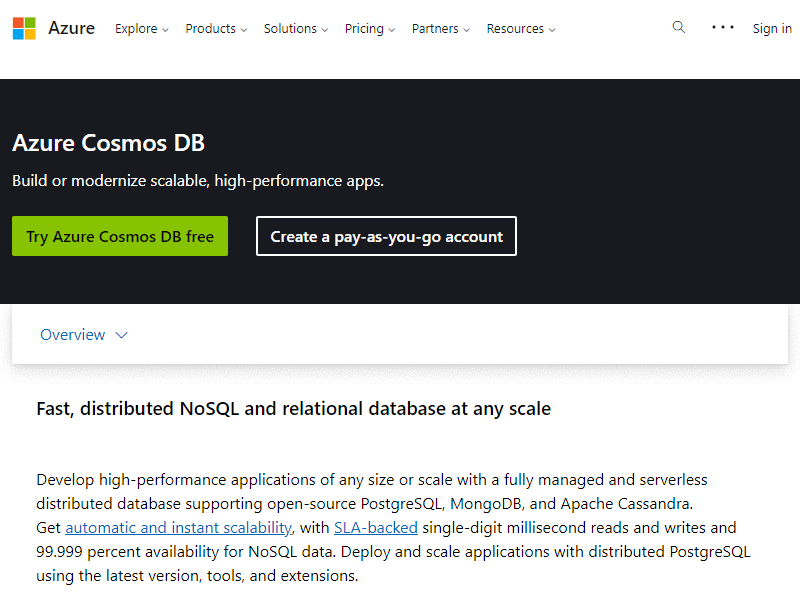 Azure Explore Products Solutions Pricing Partners Resources ··· Sign in
Azure Cosmos DB
Build or modernize scalable, high-performance apps.
Try Azure Cosmos DB free Create a pay-as-you-go account
Overview
Fast, distributed NoSQL and relational database at any scale
Develop high-performance applications of any size or scale with a fully managed and serverless
distributed database supporting open-source PostgreSQL, MongoDB, and Apache Cassandra.
Get automatic and instant scalability, with SLA-backed single-digit millisecond reads and writes and
99.999 percent availability for NoSQL data. Deploy and scale applications with distributed PostgreSQL
using the latest version, tools, and extensions.